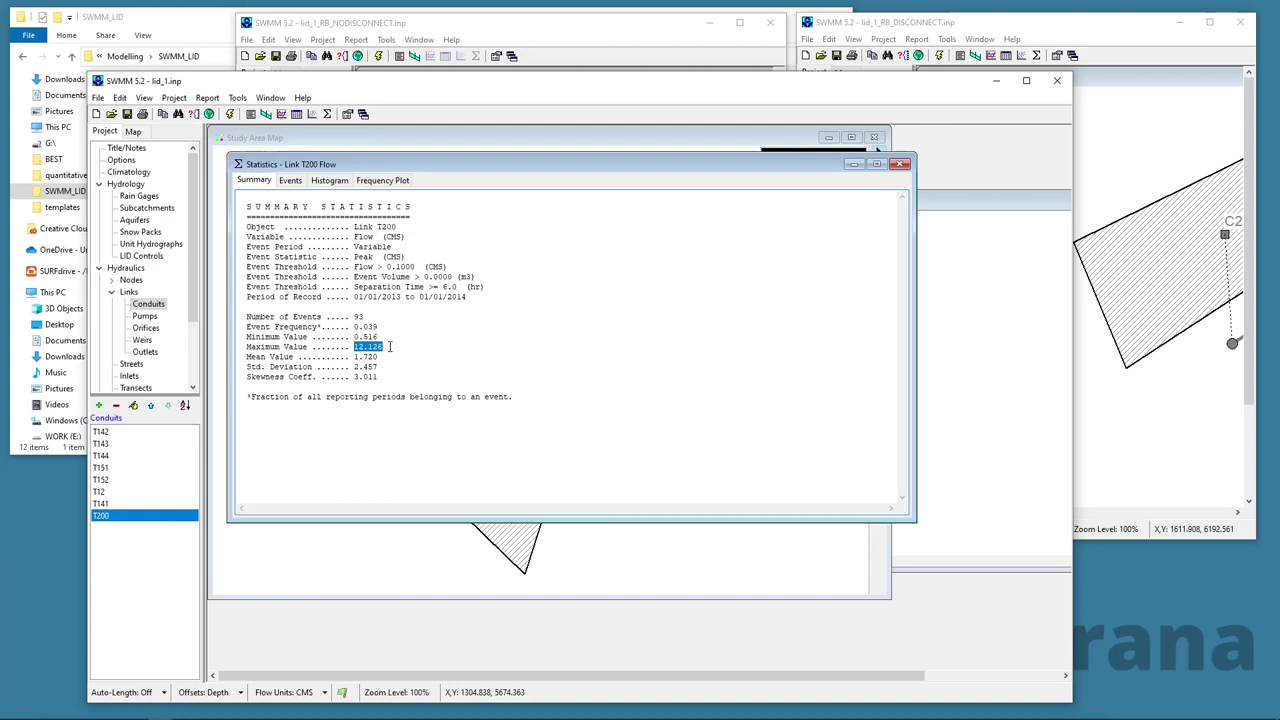 SWMM_LID
File
Home
Share
View
Modelling
SWMM_LID
Downloads
Documents
Pictures
This PC
G:\
BEST
quantitative
SWMM_LID
templates
Creative Clou
OneDrive -
SURFdrive -
This PC
3D Objects
Desktop
Documents
Downloads
Music
Pictures
Videos
Windows (
WORK (E:)
12 items 1 item
SWMM 5.2 - lid_1_RB_NODISCONNECT.inp
File Edit View Project Report Tools Window Help
SWMM 5.2 - lid_1_RB_DISCONNECT.inp
File Edit View Project Report Tools Window Help
C2
Zoom Level: 100% X,Y: 1611.908, 6192.561
SWMM 5.2 - lid_1.inp
File Edit View Project Report Tools Window Help
Project Map
Title/Notes
Options
Climatology
Hydrology
Rain Gages
Subcatchments
Aquifers
Snow Packs
Unit Hydrographs
Hydraulics
Nodes
Links
Conduits
Pumps
Orifices
Weirs
Outlets
Streets
Inlets
Transects
Conduits
T142
T143
T144
T151
T152
T12
T141
T200
Study Area Map
Statistics - Link T200 Flow
Summary Events Histogram Frequency Plot
S U M M A R Y   S T A T I S T I C S
===================================
Object .............. Link T200
Variable ............ Flow (CMS)
Event Period ........ Variable
Event Statistic ..... Peak (CMS)
Event Threshold ..... Flow > 0.1000 (CMS)
Event Threshold ..... Event Volume > 0.0000 (m3)
Event Threshold ..... Separation Time >= 6.0 (hr)
Period of Record .... 01/01/2013 to 01/01/2014
Number of Events .... 93
Event Frequency*..... 0.039
Minimum Value ....... 0.516
Maximum Value ....... 12.126
Mean Value .......... 1.720
Std. Deviation ...... 2.457
Skewness Coeff. ..... 3.011
*Fraction of all reporting periods belonging to an event.
Auto-Length: Off Offsets: Depth Flow Units: CMS Zoom Level: 100% X,Y: 1304.838, 5674.363
rana